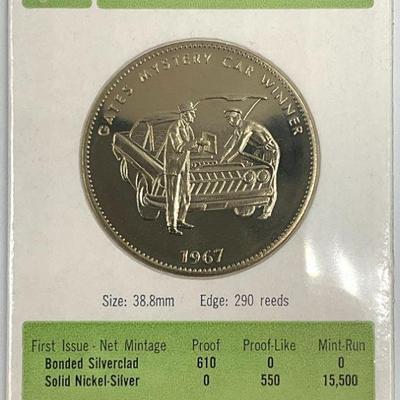 GATES MYSTERY CAR WINNER
1967
Size: 38.8mm Edge: 290 reeds
First Issue - Net Mintage Proof Proof-Like Mint-Run
Bonded Silverclad 610 0 0
Solid Nickel-Silver 0 550 15,500